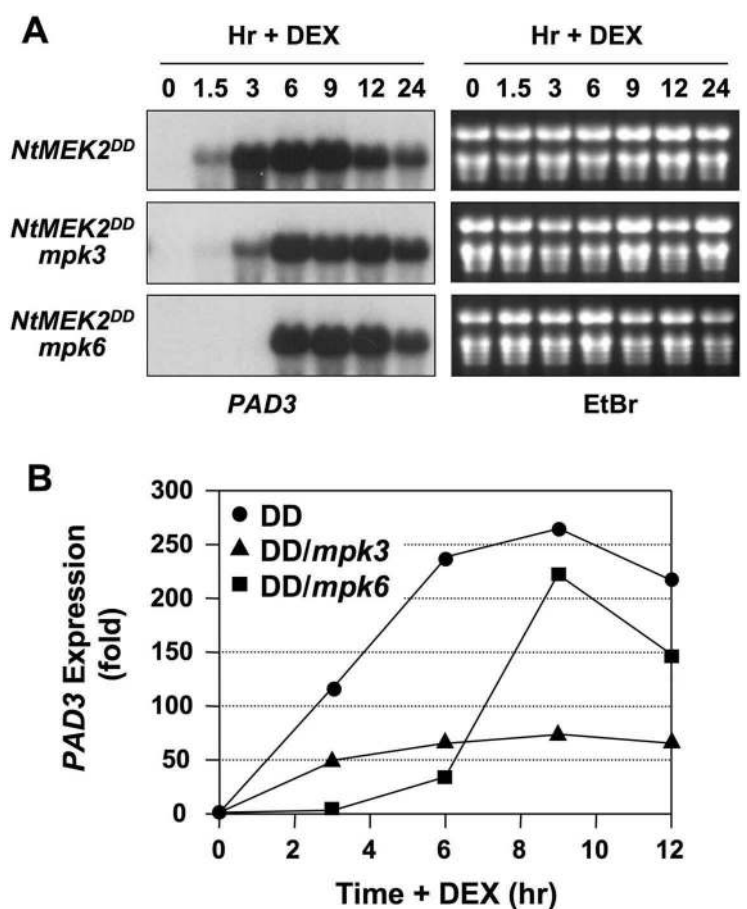 A
Hr + DEX
Hr + DEX
0 1.5 3 6 9 12 24
0 1.5 3 6 9 12 24
NtMEK2DD
NtMEK2DD
mpk3
NtMEK2DD
mpk6
PAD3
EtBr
B
300
250
200
150
100
50
0
PAD3 Expression
(fold)
DD
DD/mpk3
DD/mpk6
0 2 4 6 8 10 12
Time + DEX (hr)